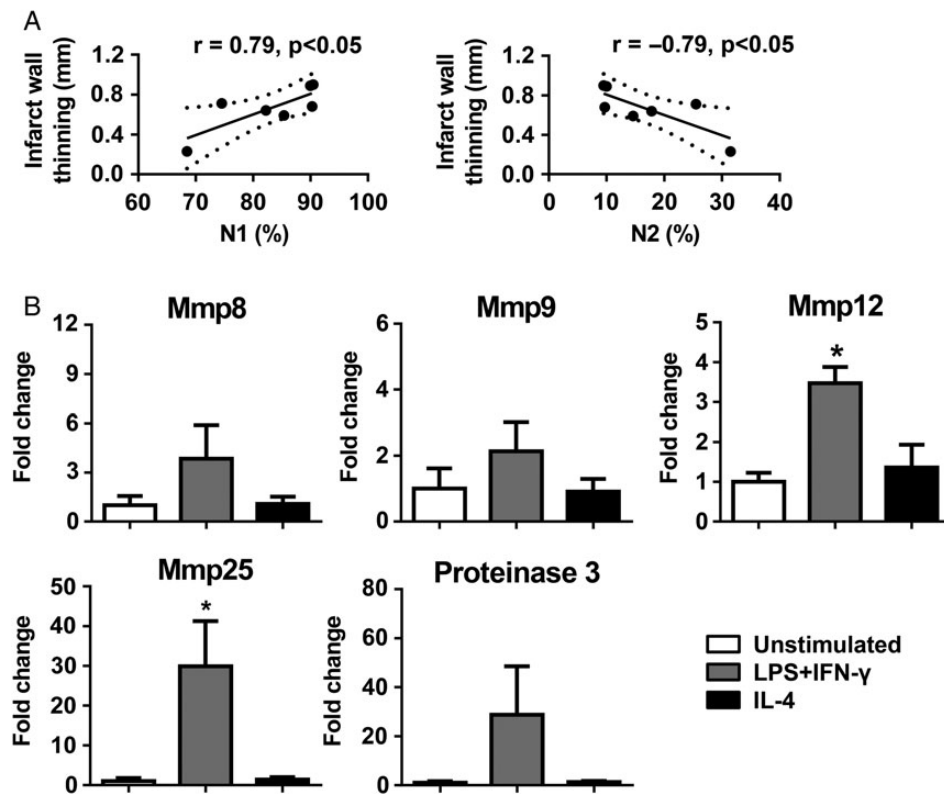 A
r = 0.79, p<0.05
Infarct wall
thinning (mm)
1.2
0.8
0.4
0.0
60 70 80 90 100
N1 (%)
r = –0.79, p<0.05
Infarct wall
thinning (mm)
1.2
0.8
0.4
0.0
0 10 20 30 40
N2 (%)
B
Mmp8
Fold change
12
9
6
3
0
Mmp9
Fold change
6
4
2
0
Mmp12
Fold change
5
4
3
2
1
0
*
Mmp25
Fold change
50
40
30
20
10
0
*
Proteinase 3
Fold change
80
60
40
20
0
Unstimulated
LPS+IFN-γ
IL-4